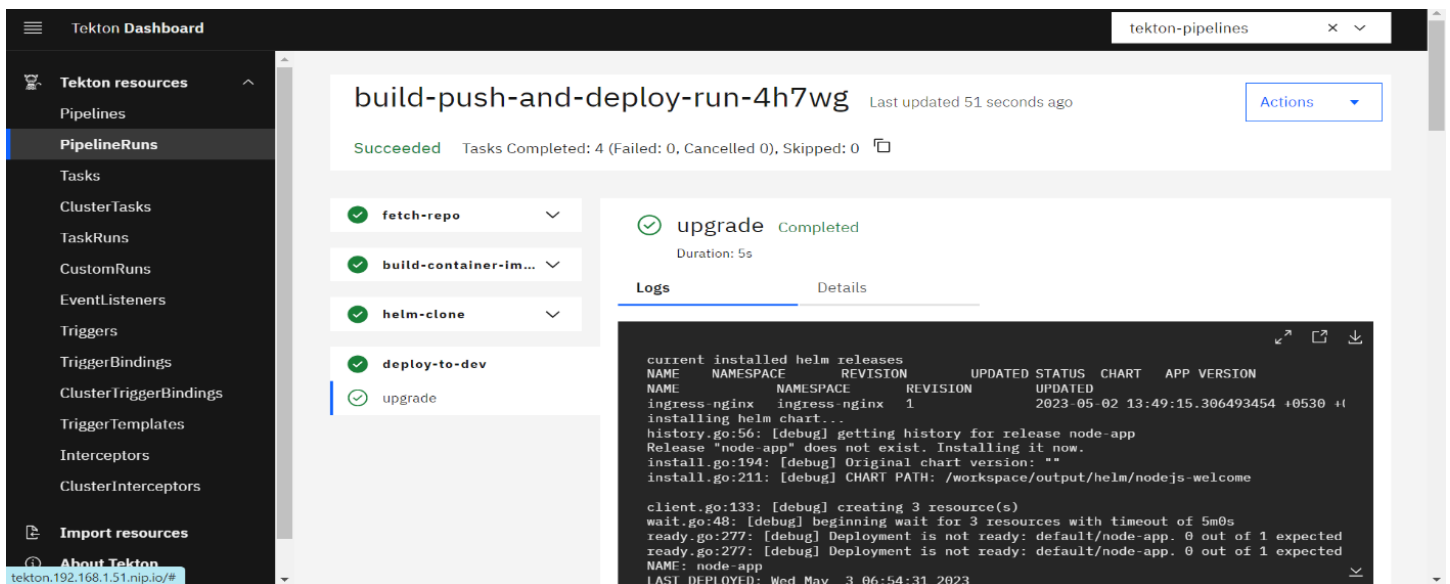 Tekton Dashboard
tekton-pipelines
Tekton resources
Pipelines
PipelineRuns
Tasks
ClusterTasks
TaskRuns
CustomRuns
EventListeners
Triggers
TriggerBindings
ClusterTriggerBindings
TriggerTemplates
Interceptors
ClusterInterceptors
Import resources
About Tekton
tekton.192.168.1.51.nip.io/#
build-push-and-deploy-run-4h7wg Last updated 51 seconds ago
Actions
Succeeded Tasks Completed: 4 (Failed: 0, Cancelled 0), Skipped: 0
fetch-repo
build-container-im...
helm-clone
deploy-to-dev
upgrade
upgrade Completed
Duration: 5s
Logs Details
current installed helm releases
NAME NAMESPACE REVISION UPDATED STATUS CHART APP VERSION
NAME NAMESPACE REVISION UPDATED
ingress-nginx ingress-nginx 1 2023-05-02 13:49:15.306493454 +0530 +(
installing helm chart...
history.go:56: [debug] getting history for release node-app
Release "node-app" does not exist. Installing it now.
install.go:194: [debug] Original chart version: ""
install.go:211: [debug] CHART PATH: /workspace/output/helm/nodejs-welcome
client.go:133: [debug] creating 3 resource(s)
wait.go:48: [debug] beginning wait for 3 resources with timeout of 5m0s
ready.go:277: [debug] Deployment is not ready: default/node-app. 0 out of 1 expected
ready.go:277: [debug] Deployment is not ready: default/node-app. 0 out of 1 expected
NAME: node-app
LAST DEPLOYED: Wed May 3 06:54:31 2023